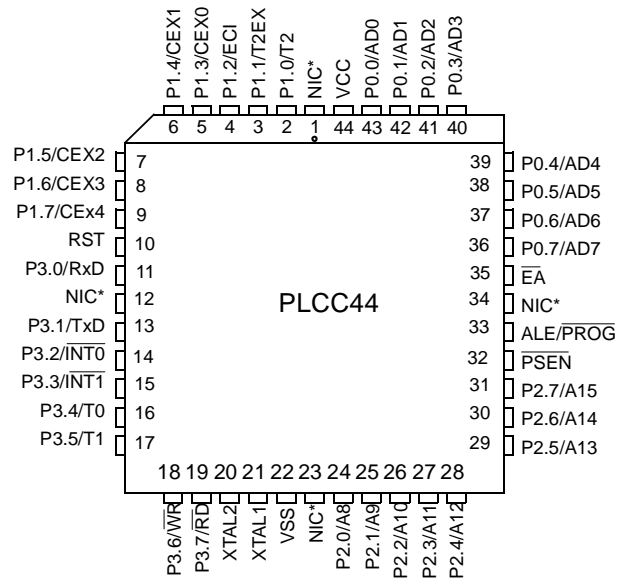 P1.4/CEX1
P1.3/CEX0
P1.2/ECI
P1.1/T2EX
P1.0/T2
NIC*
VCC
P0.0/AD0
P0.1/AD1
P0.2/AD2
P0.3/AD3
6 5 4 3 2 1 44 43 42 41 40
P1.5/CEX2 7 39 P0.4/AD4
P1.6/CEX3 8 38 P0.5/AD5
P1.7/CEx4 9 37 P0.6/AD6
RST 10 36 P0.7/AD7
P3.0/RxD 11 35 E̅A̅
NIC* 12 PLCC44 34 NIC*
P3.1/TxD 13 33 ALE/P̅R̅O̅G̅
P3.2/I̅N̅T̅0̅ 14 32 P̅S̅E̅N̅
P3.3/I̅N̅T̅1̅ 15 31 P2.7/A15
P3.4/T0 16 30 P2.6/A14
P3.5/T1 17 29 P2.5/A13
18 19 20 21 22 23 24 25 26 27 28
P3.6/W̅R̅
P3.7/R̅D̅
XTAL2
XTAL1
VSS
NIC*
P2.0/A8
P2.1/A9
P2.2/A10
P2.3/A11
P2.4/A12